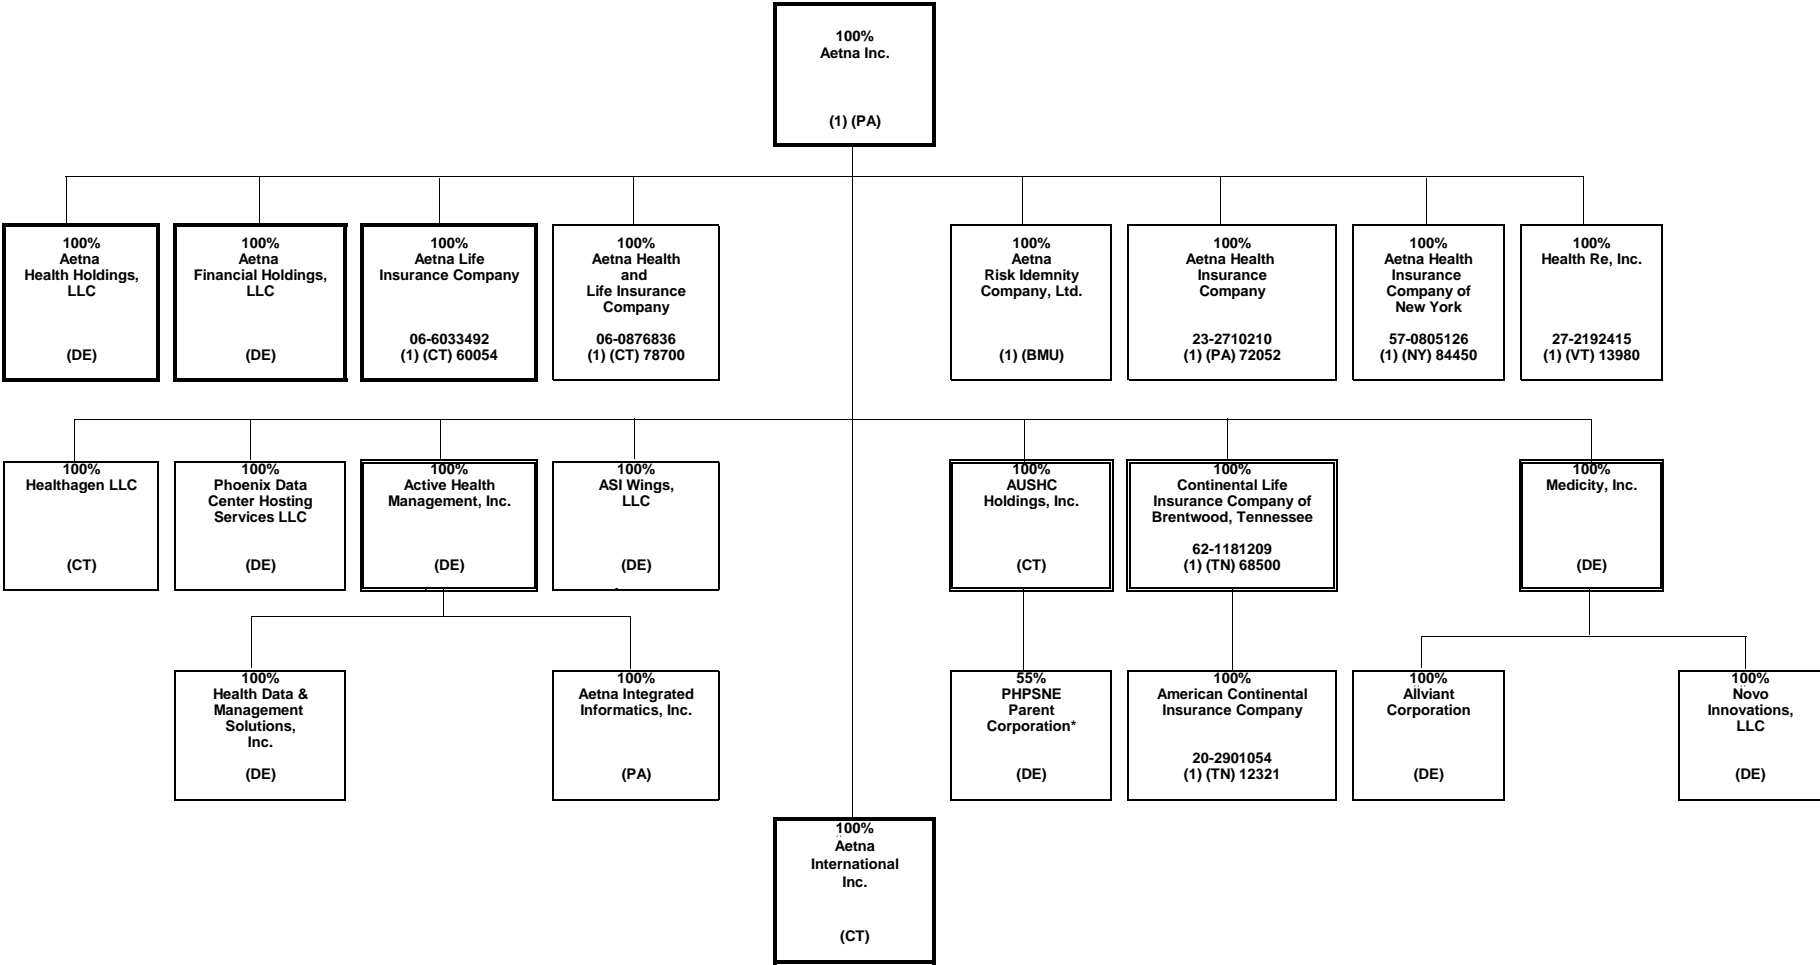 100%
Aetna Inc.
(1) (PA)
100%
Aetna
Health Holdings,
LLC
(DE)
100%
Aetna
Financial Holdings,
LLC
(DE)
100%
Aetna Life
Insurance Company
06-6033492
(1) (CT) 60054
100%
Aetna Health
and
Life Insurance
Company
06-0876836
(1) (CT) 78700
100%
Aetna
Risk Idemnity
Company, Ltd.
(1) (BMU)
100%
Aetna Health
Insurance
Company
23-2710210
(1) (PA) 72052
100%
Aetna Health
Insurance
Company of
New York
57-0805126
(1) (NY) 84450
100%
Health Re, Inc.
27-2192415
(1) (VT) 13980
100%
Healthagen LLC
(CT)
100%
Phoenix Data
Center Hosting
Services LLC
(DE)
100%
Active Health
Management, Inc.
(DE)
100%
ASI Wings,
LLC
(DE)
100%
AUSHC
Holdings, Inc.
(CT)
100%
Continental Life
Insurance Company of
Brentwood, Tennessee
62-1181209
(1) (TN) 68500
100%
Medicity, Inc.
(DE)
100%
Health Data &
Management
Solutions,
Inc.
(DE)
100%
Aetna Integrated
Informatics, Inc.
(PA)
55%
PHPSNE
Parent
Corporation*
(DE)
100%
American Continental
Insurance Company
20-2901054
(1) (TN) 12321
100%
Allviant
Corporation
(DE)
100%
Novo
Innovations,
LLC
(DE)
100%
Aetna
International
Inc.
(CT)